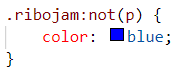 .ribojam:not(p) {
    color: blue;
}